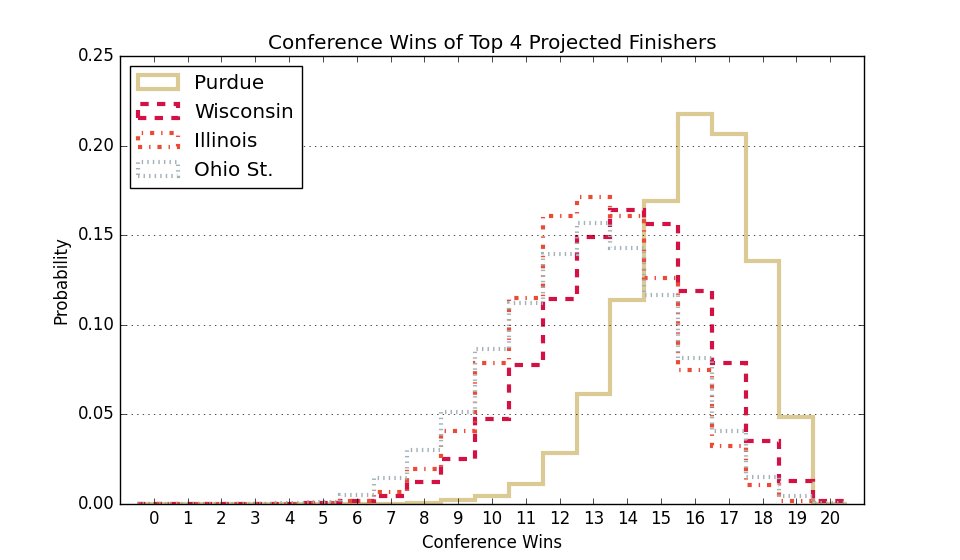 Conference Wins of Top 4 Projected Finishers
Purdue
Wisconsin
Illinois
Ohio St.
Probability
0.25
0.20
0.15
0.10
0.05
0.00
0 1 2 3 4 5 6 7 8 9 10 11 12 13 14 15 16 17 18 19 20
Conference Wins